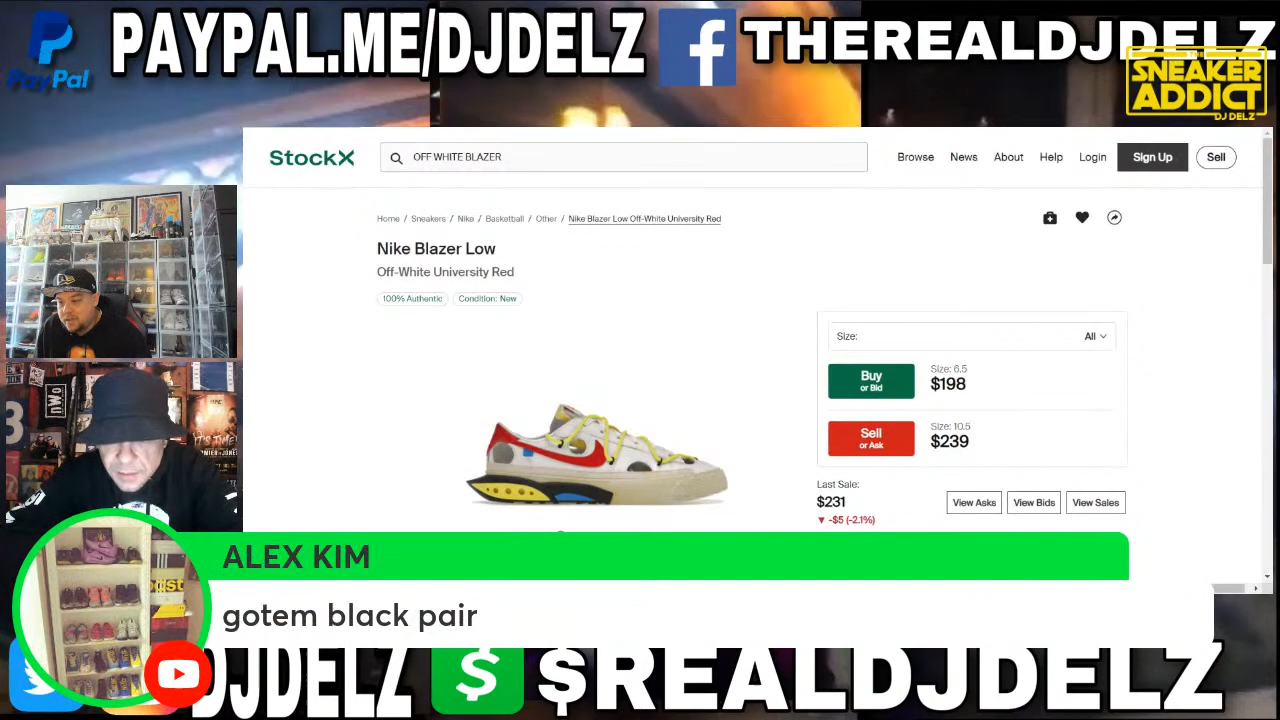 PAYPAL.ME/DJDELZ
THEREALDJDELZ
PayPal
SNEAKER
ADDICT
DJ DELZ
StockX
OFF WHITE BLAZER
Browse
News
About
Help
Login
Sign Up
Sell
Home / Sneakers / Nike / Basketball / Other / Nike Blazer Low Off-White University Red
Nike Blazer Low
Off-White University Red
100% Authentic
Condition: New
Size:
All
Buy
or Bid
Size: 6.5
$198
Sell
or Ask
Size: 10.5
$239
Last Sale:
$231
▼ -$5 (-2.1%)
View Asks
View Bids
View Sales
nWo
IT'S TIME!
ALEX KIM
gotem black pair
DJDELZ
$REALDJDELZ